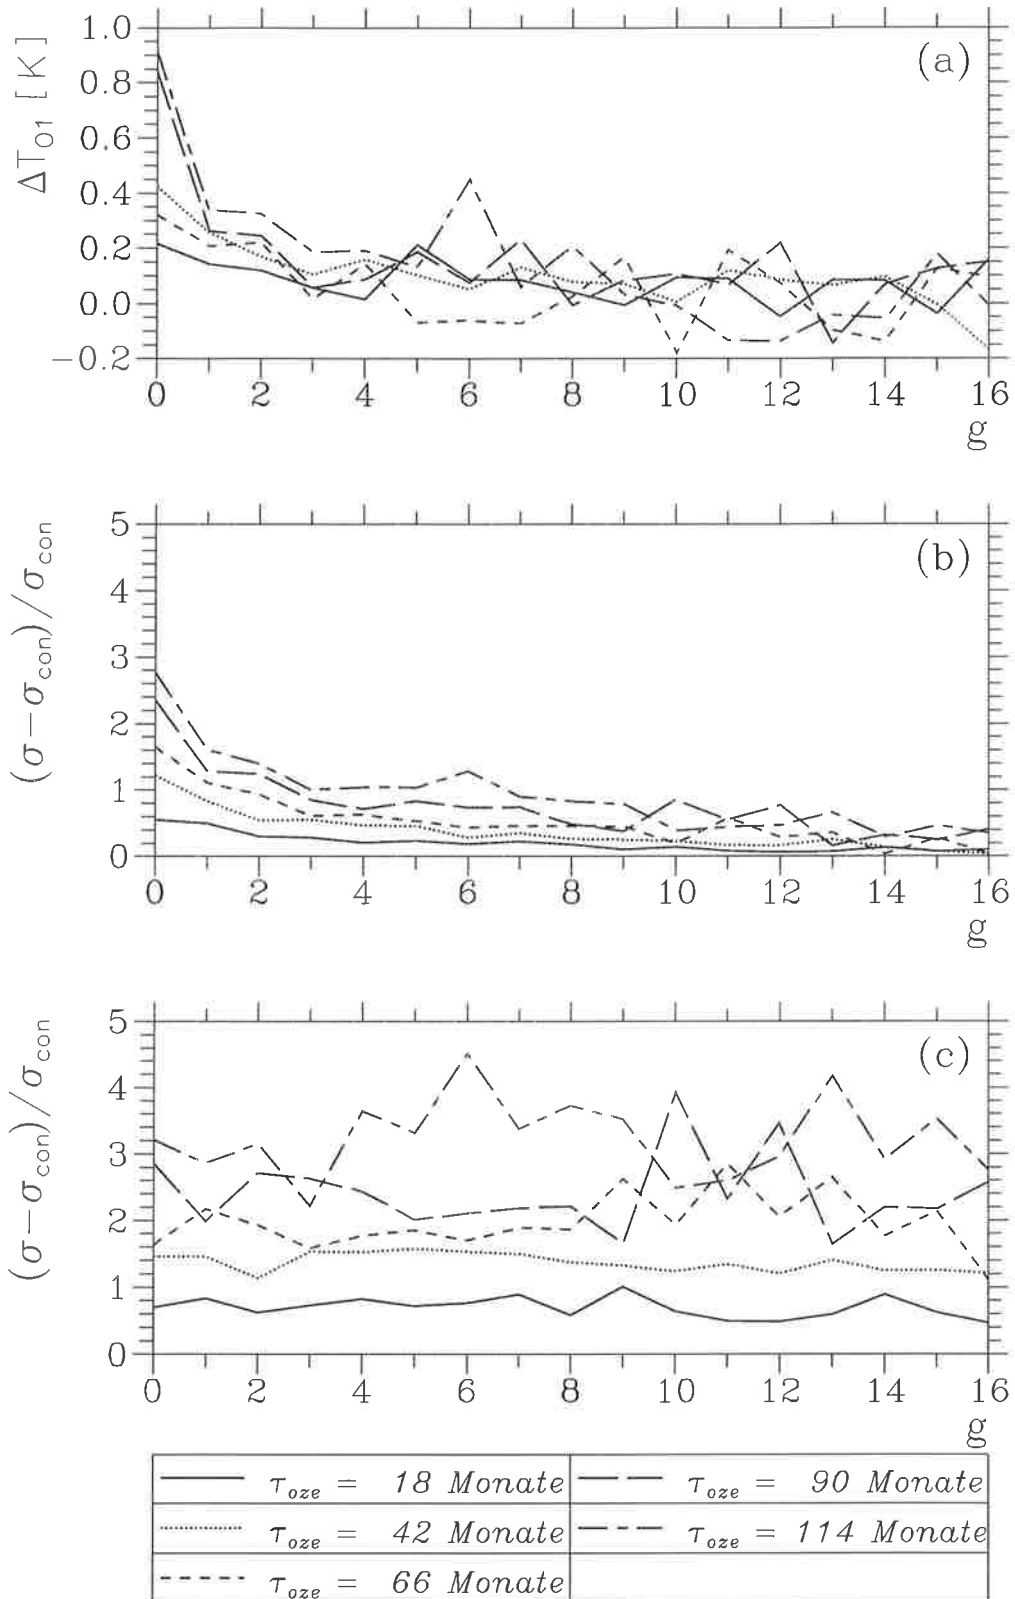 1.0
0.8
0.6
0.4
0.2
0.0
−0.2
ΔT₀₁ [K]
(a)
0 2 4 6 8 10 12 14 16
g
5
4
3
2
1
0
(σ−σcon)/σcon
(b)
0 2 4 6 8 10 12 14 16
g
5
4
3
2
1
0
(σ−σcon)/σcon
(c)
0 2 4 6 8 10 12 14 16
g
τoze = 18 Monate
τoze = 90 Monate
τoze = 42 Monate
τoze = 114 Monate
τoze = 66 Monate